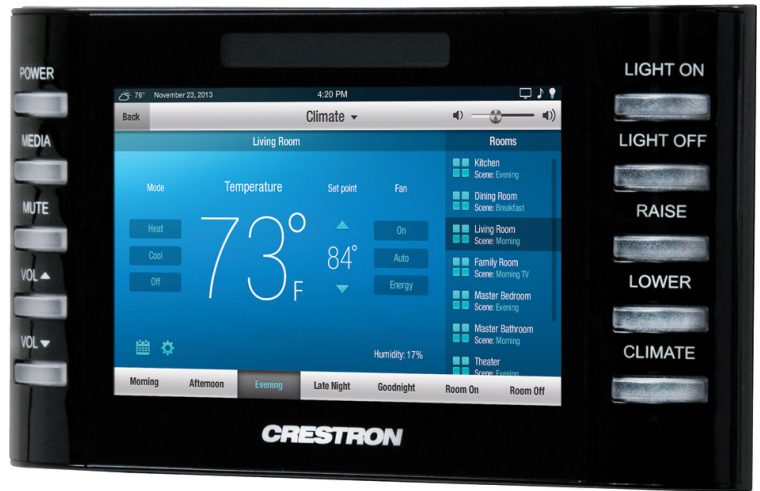 POWER
MEDIA
MUTE
VOL
VOL
76° November 23, 2013 4:20 PM
Back Climate
Living Room Rooms
Mode Temperature Set point Fan
Heat
Cool
Off
73°F
84°
On
Auto
Energy
Humidity: 17%
Kitchen
Scene: Evening
Dining Room
Scene: Breakfast
Living Room
Scene: Morning
Family Room
Scene: Morning TV
Master Bedroom
Scene: Evening
Master Bathroom
Scene: Morning
Theater
Scene: Evening
Morning Afternoon Evening Late Night Goodnight Room On Room Off
LIGHT ON
LIGHT OFF
RAISE
LOWER
CLIMATE
CRESTRON